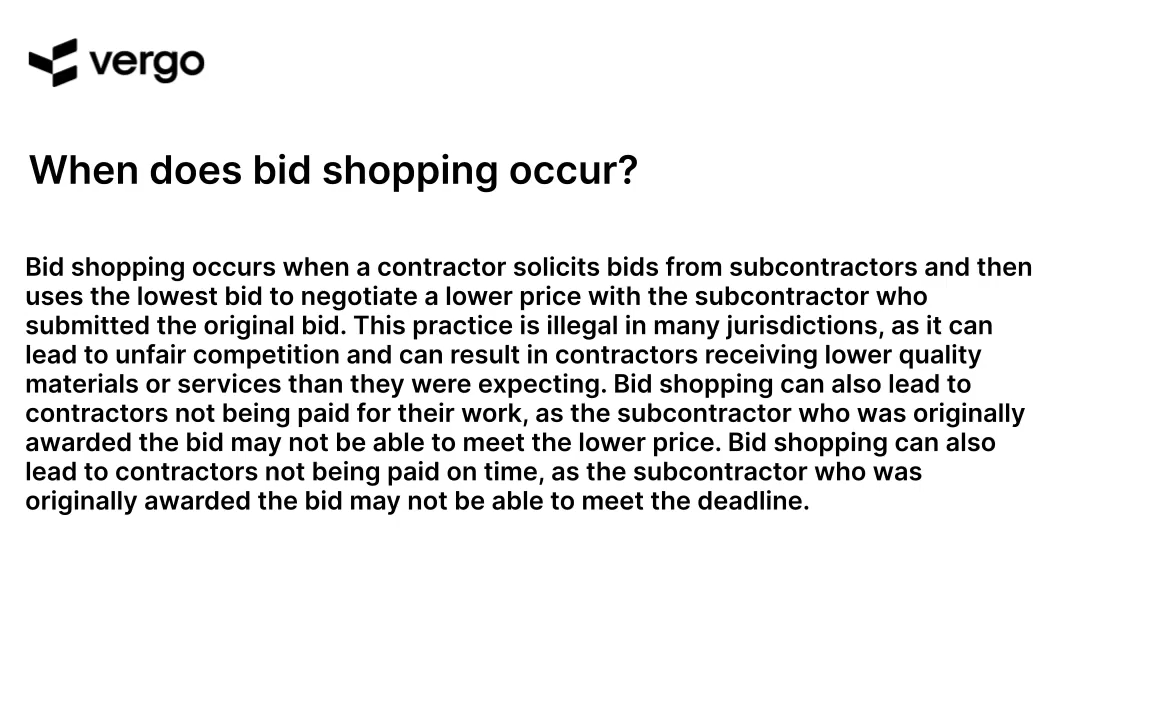 vergo
When does bid shopping occur?
Bid shopping occurs when a contractor solicits bids from subcontractors and then
uses the lowest bid to negotiate a lower price with the subcontractor who
submitted the original bid. This practice is illegal in many jurisdictions, as it can
lead to unfair competition and can result in contractors receiving lower quality
materials or services than they were expecting. Bid shopping can also lead to
contractors not being paid for their work, as the subcontractor who was originally
awarded the bid may not be able to meet the lower price. Bid shopping can also
lead to contractors not being paid on time, as the subcontractor who was
originally awarded the bid may not be able to meet the deadline.